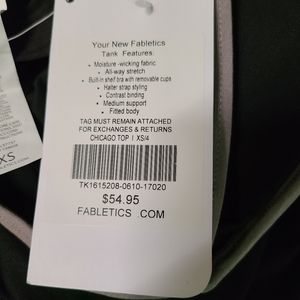 Your New Fabletics
Tank Features:
• Moisture -wicking fabric
• All-way stretch
• Built-in shelf bra with removable cups
• Halter strap styling
• Contrast binding
• Medium support
• Fitted body
TAG MUST REMAIN ATTACHED
FOR EXCHANGES & RETURNS
CHICAGO TOP | XS/4
TK1615208-0610-17020
$54.95
FABLETICS .COM
XS